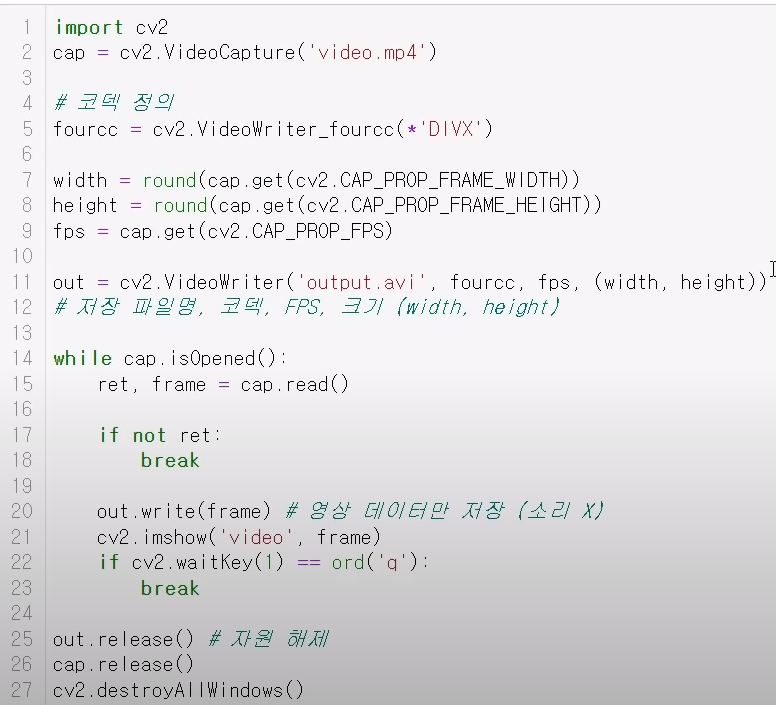 1 import cv2
2 cap = cv2.VideoCapture('video.mp4')
3
4 # 코덱 정의
5 fourcc = cv2.VideoWriter_fourcc(*'DIVX')
6
7 width = round(cap.get(cv2.CAP_PROP_FRAME_WIDTH))
8 height = round(cap.get(cv2.CAP_PROP_FRAME_HEIGHT))
9 fps = cap.get(cv2.CAP_PROP_FPS)
10
11 out = cv2.VideoWriter('output.avi', fourcc, fps, (width, height))
12 # 저장 파일명, 코덱, FPS, 크기 (width, height)
13
14 while cap.isOpened():
15     ret, frame = cap.read()
16
17     if not ret:
18         break
19
20     out.write(frame) # 영상 데이터만 저장 (소리 X)
21     cv2.imshow('video', frame)
22     if cv2.waitKey(1) == ord('q'):
23         break
24
25 out.release() # 자원 해제
26 cap.release()
27 cv2.destroyAllWindows()